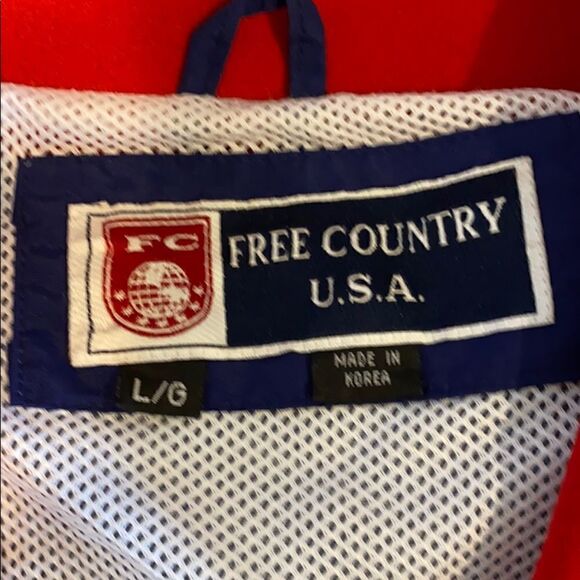 FC
FREE COUNTRY
U.S.A.
L/G
MADE IN
KOREA